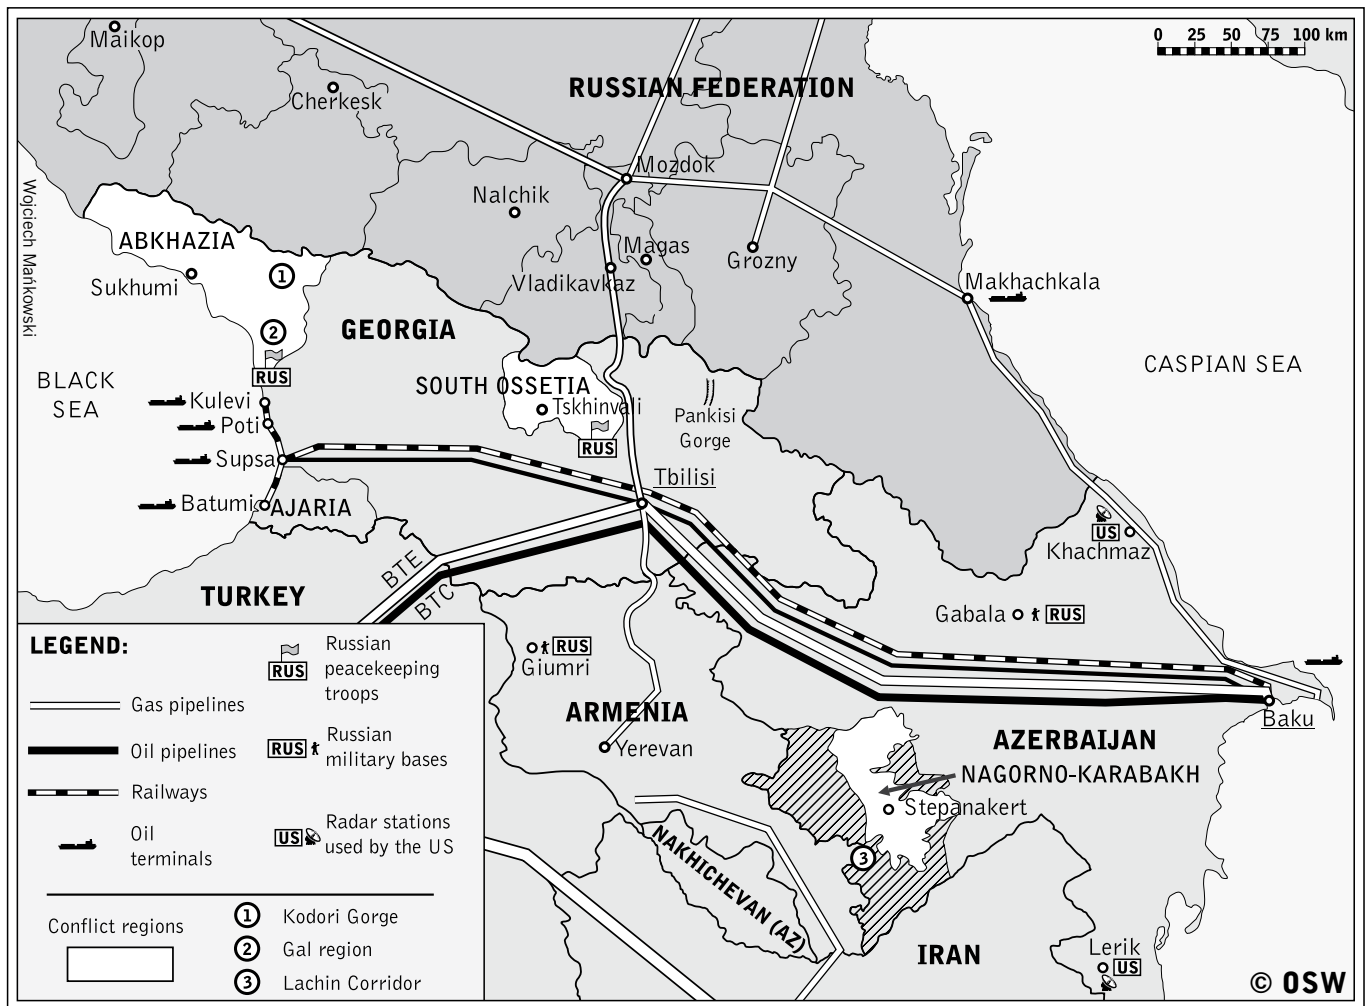 Maikop
Cherkesk
RUSSIAN FEDERATION
0 25 50 75 100 km
Mozdok
Nalchik
Wojciech Mańkowski
ABKHAZIA
Sukhumi
1
Magas
Grozny
Vladikavkaz
Makhachkala
2
GEORGIA
RUS
BLACK
SEA
CASPIAN SEA
SOUTH OSSETIA
Tskhinvali
RUS
Pankisi
Gorge
Kulevi
Poti
Supsa
Batumi
AJARIA
Tbilisi
US
Khachmaz
BTE
BTC
TURKEY
Gabala
RUS
RUS
Giumri
ARMENIA
Yerevan
Baku
AZERBAIJAN
NAGORNO-KARABAKH
Stepanakert
3
NAKHICHEVAN (AZ)
IRAN
Lerik
US
© OSW
LEGEND:
Gas pipelines
Oil pipelines
Railways
Oil
terminals
RUS
Russian
peacekeeping
troops
RUS
Russian
military bases
US
Radar stations
used by the US
Conflict regions
1 Kodori Gorge
2 Gal region
3 Lachin Corridor